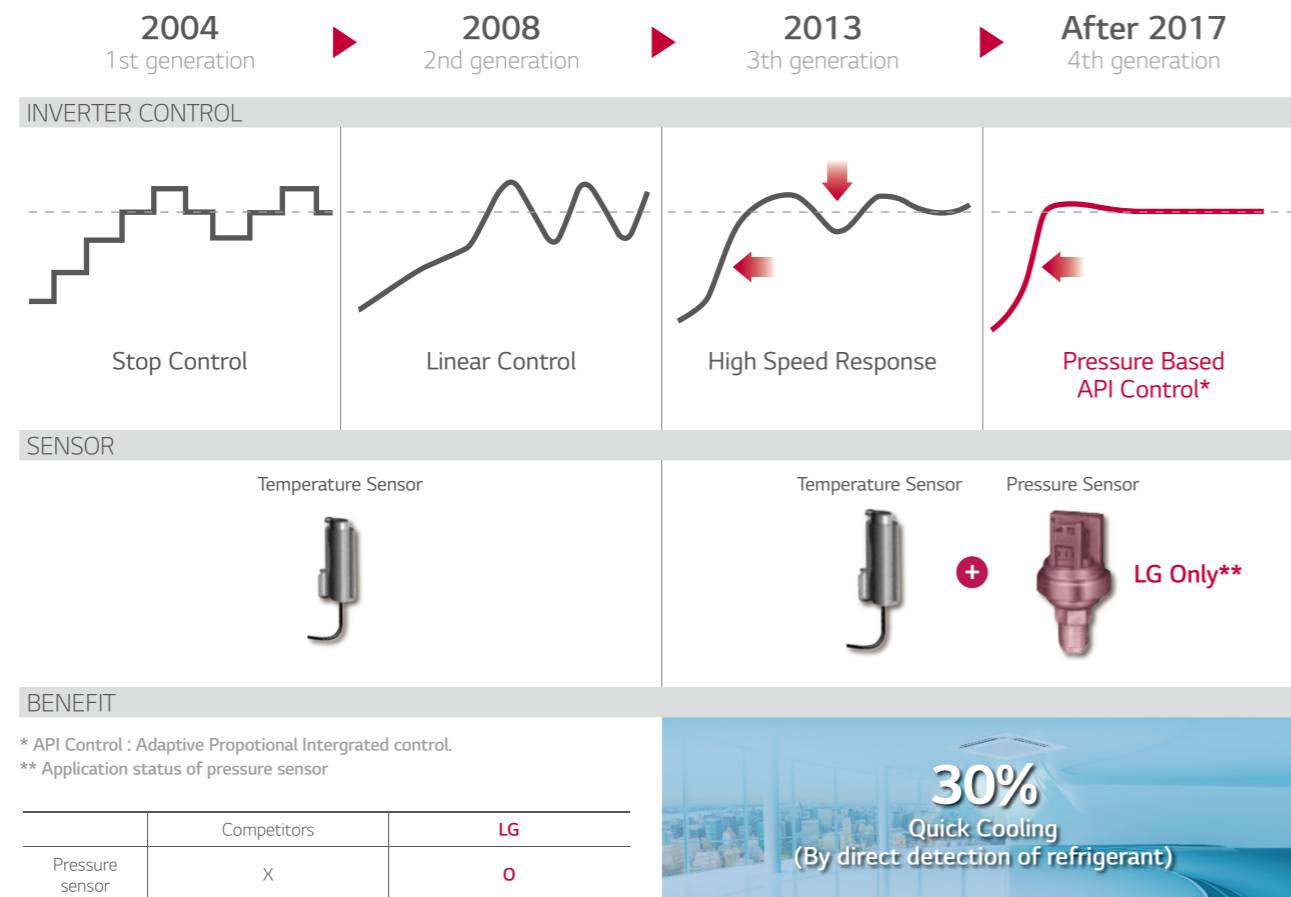 2004
1st generation
2008
2nd generation
2013
3th generation
After 2017
4th generation
INVERTER CONTROL
Stop Control
Linear Control
High Speed Response
Pressure Based
API Control*
SENSOR
Temperature Sensor
Temperature Sensor
+
Pressure Sensor
LG Only**
BENEFIT
* API Control : Adaptive Propotional Intergrated control.
** Application status of pressure sensor
Competitors
LG
Pressure
sensor
X
O
30%
Quick Cooling
(By direct detection of refrigerant)